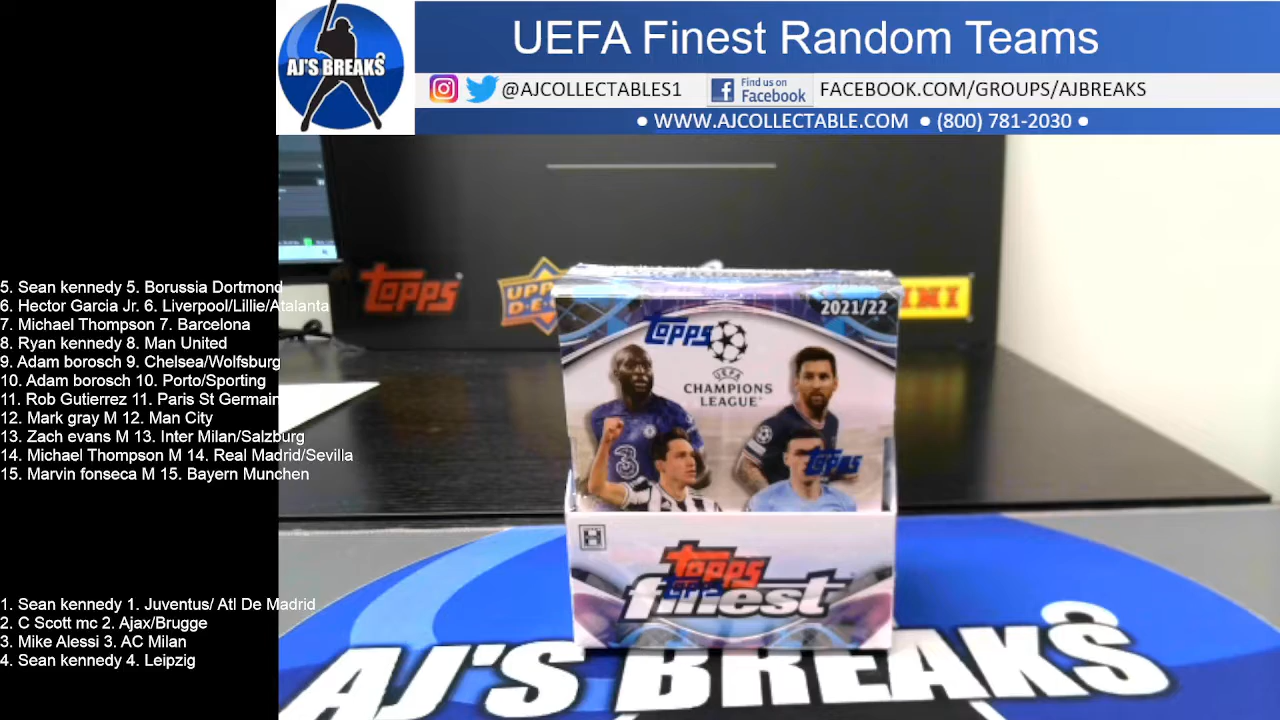 AJ'S BREAKS
UEFA Finest Random Teams
@AJCOLLECTABLES1
Find us on
Facebook
FACEBOOK.COM/GROUPS/AJBREAKS
• WWW.AJCOLLECTABLE.COM • (800) 781-2030 •
5. Sean kennedy 5. Borussia Dortmond
6. Hector Garcia Jr. 6. Liverpool/Lillie/Atalanta
7. Michael Thompson 7. Barcelona
8. Ryan kennedy 8. Man United
9. Adam borosch 9. Chelsea/Wolfsburg
10. Adam borosch 10. Porto/Sporting
11. Rob Gutierrez 11. Paris St Germain
12. Mark gray M 12. Man City
13. Zach evans M 13. Inter Milan/Salzburg
14. Michael Thompson M 14. Real Madrid/Sevilla
15. Marvin fonseca M 15. Bayern Munchen
1. Sean kennedy 1. Juventus/ Atl De Madrid
2. C Scott mc 2. Ajax/Brugge
3. Mike Alessi 3. AC Milan
4. Sean kennedy 4. Leipzig
Topps
2021/22
Topps
UEFA
CHAMPIONS
LEAGUE
3
Topps
H
Topps
Topps
finest
AJ'S BREAKS